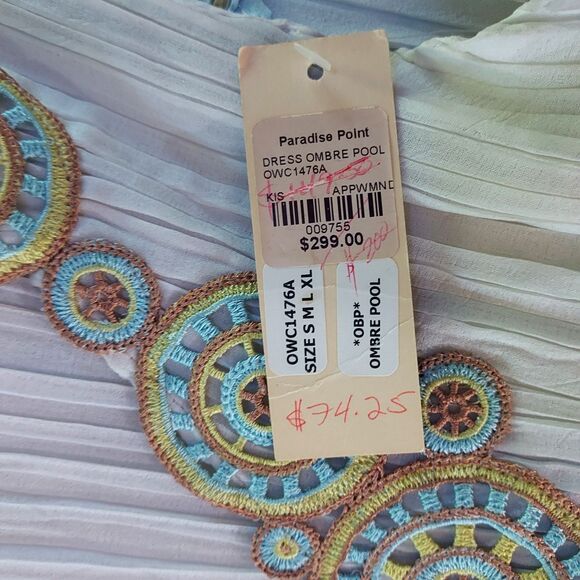 Paradise Point
DRESS OMBRE POOL
OWC1476A
KIS APPWMND
009755
$299.00
$200
OWC1476A
SIZE S M L XL
*OBP*
OMBRE POOL
$74.25